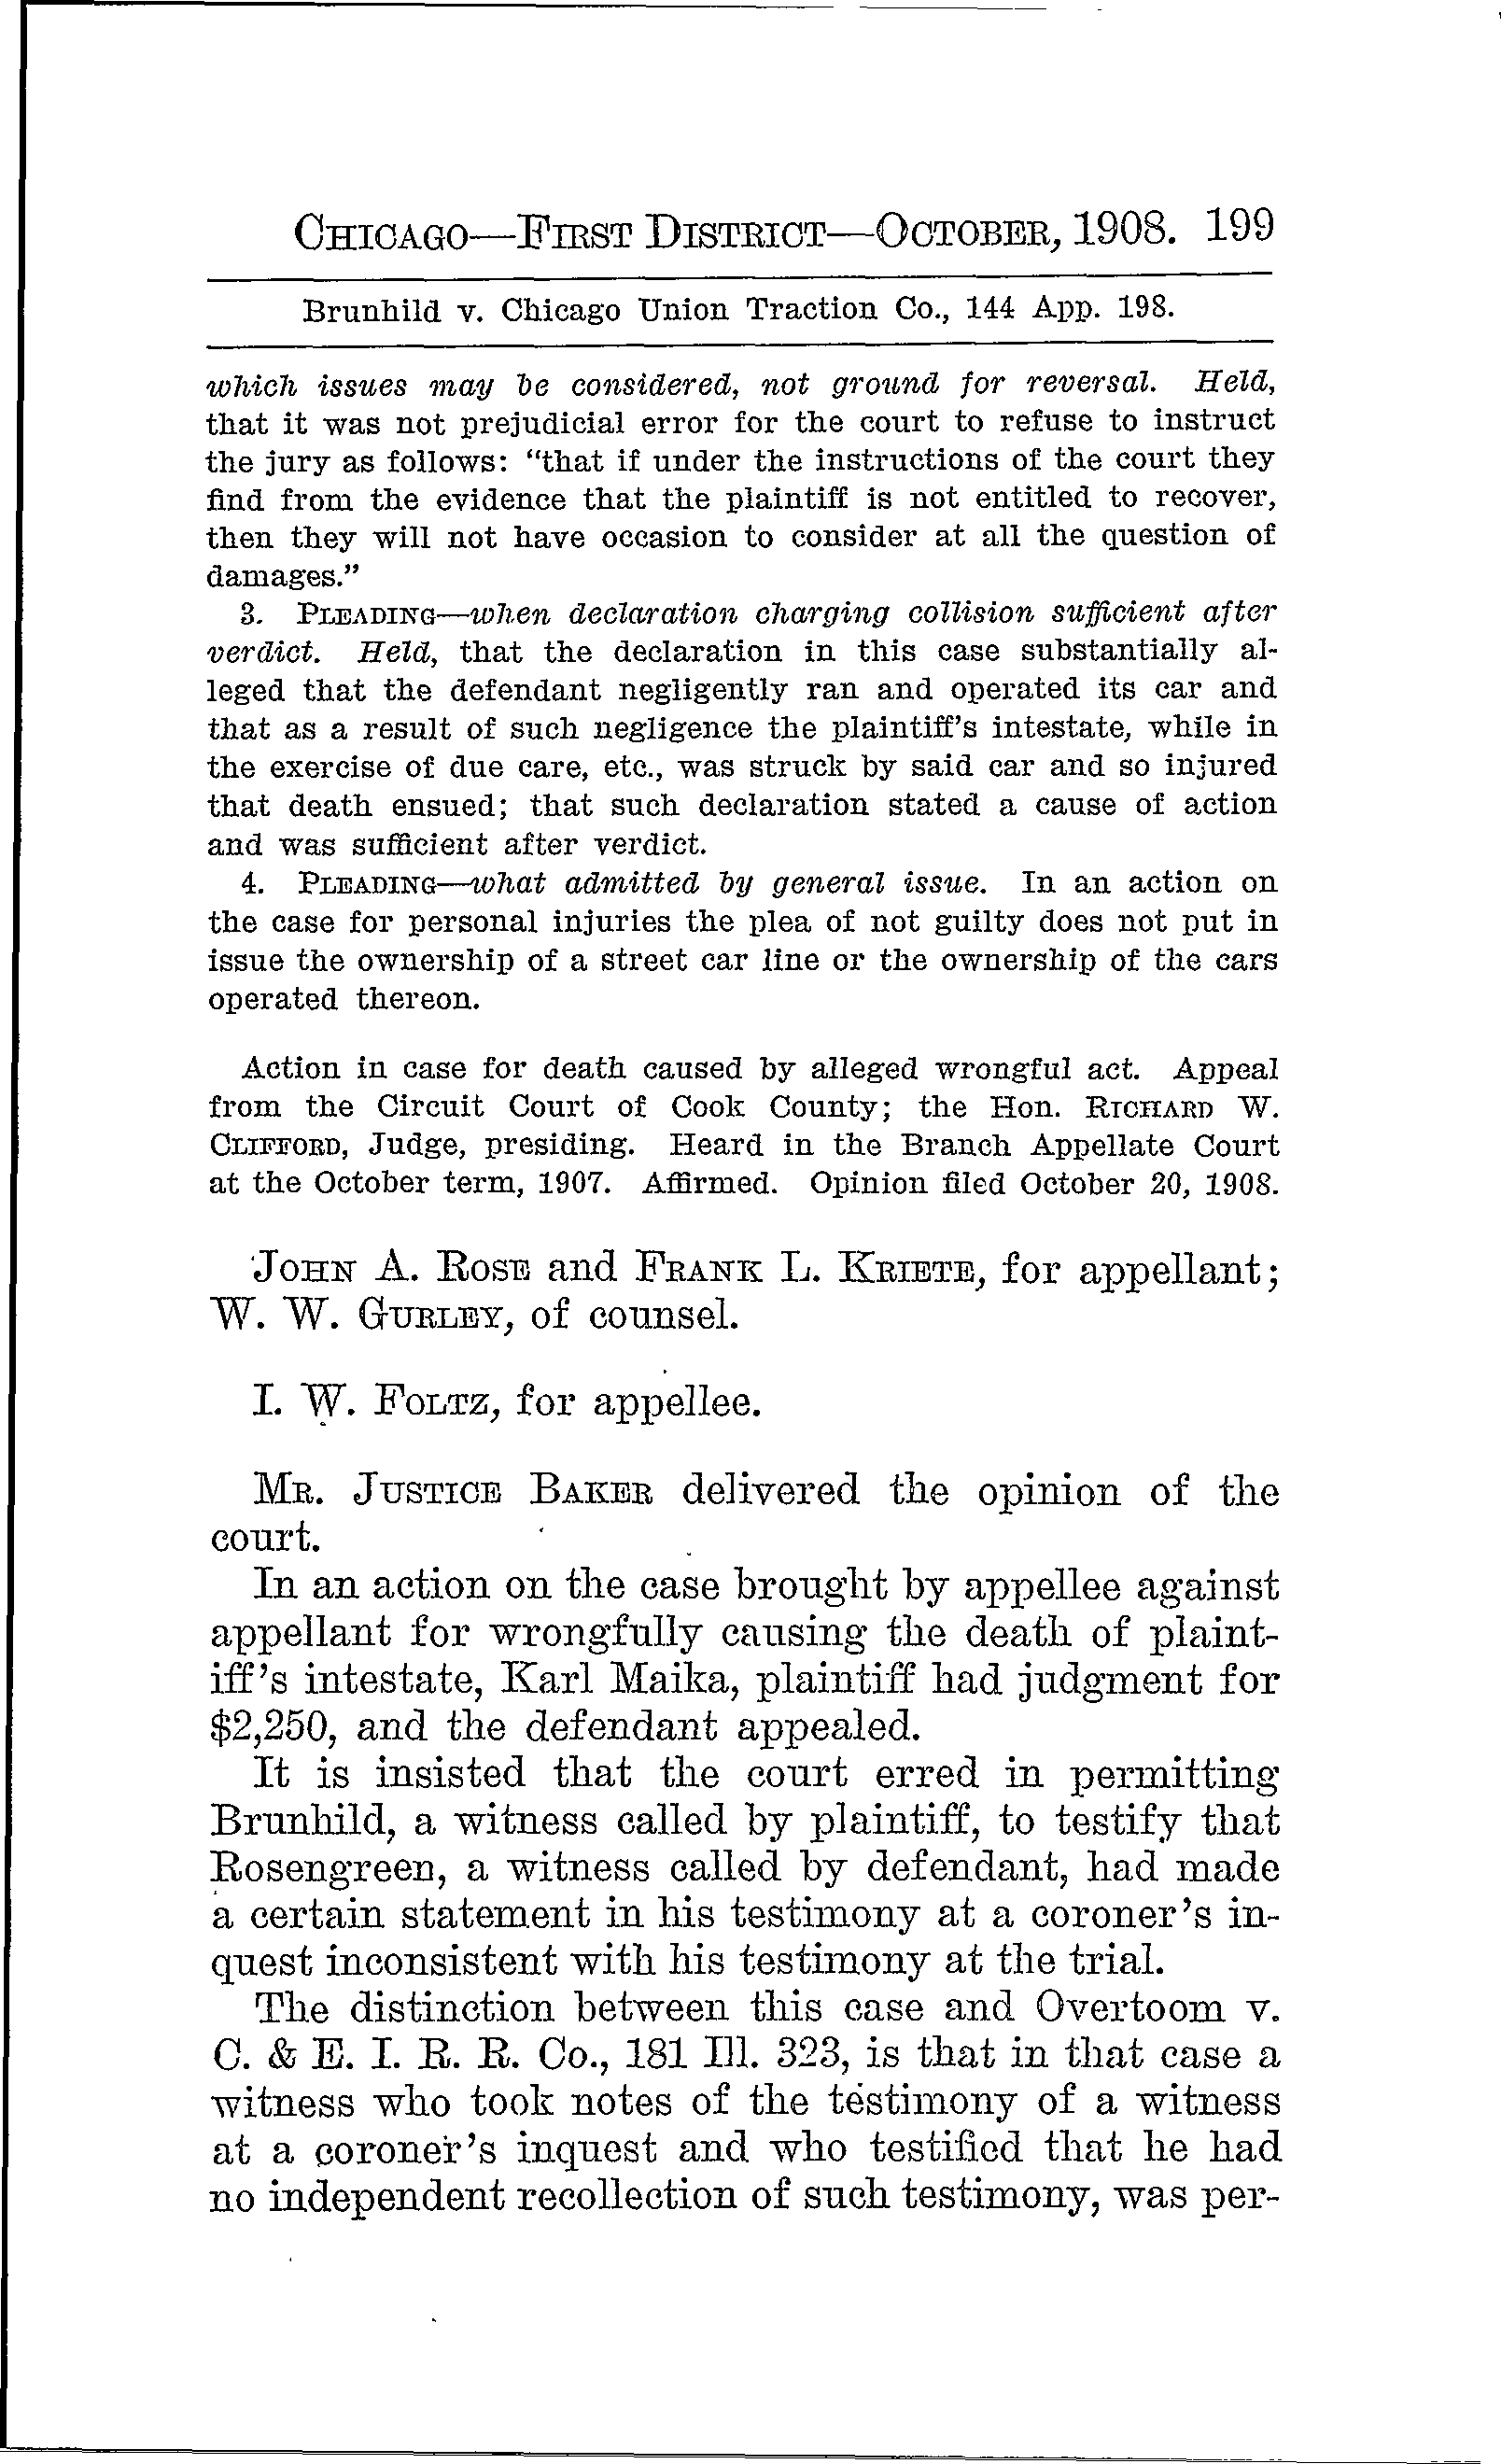 CHICAGO—FIRST DISTRICT—OCTOBER, 1908. 199
Brunhild v. Chicago Union Traction Co., 144 App. 198.
which issues may be considered, not ground for reversal. Held,
that it was not prejudicial error for the court to refuse to instruct
the jury as follows: “that if under the instructions of the court they
find from the evidence that the plaintiff is not entitled to recover,
then they will not have occasion to consider at all the question of
damages.”
3. PLEADING—when declaration charging collision sufficient after
verdict. Held, that the declaration in this case substantially al-
leged that the defendant negligently ran and operated its car and
that as a result of such negligence the plaintiff’s intestate, while in
the exercise of due care, etc., was struck by said car and so injured
that death ensued; that such declaration stated a cause of action
and was sufficient after verdict.
4. PLEADING—what admitted by general issue. In an action on
the case for personal injuries the plea of not guilty does not put in
issue the ownership of a street car line or the ownership of the cars
operated thereon.
Action in case for death caused by alleged wrongful act. Appeal
from the Circuit Court of Cook County; the Hon. RICHARD W.
CLIFFORD, Judge, presiding. Heard in the Branch Appellate Court
at the October term, 1907. Affirmed. Opinion filed October 20, 1908.
JOHN A. ROSE and FRANK L. KRIETE, for appellant;
W. W. GURLEY, of counsel.
I. W. FOLTZ, for appellee.
MR. JUSTICE BAKER delivered the opinion of the
court.
In an action on the case brought by appellee against
appellant for wrongfully causing the death of plaint-
iff’s intestate, Karl Maika, plaintiff had judgment for
$2,250, and the defendant appealed.
It is insisted that the court erred in permitting
Brunhild, a witness called by plaintiff, to testify that
Rosengreen, a witness called by defendant, had made
a certain statement in his testimony at a coroner’s in-
quest inconsistent with his testimony at the trial.
The distinction between this case and Overtoom v.
C. & E. I. R. R. Co., 181 Ill. 323, is that in that case a
witness who took notes of the testimony of a witness
at a coroner’s inquest and who testified that he had
no independent recollection of such testimony, was per-